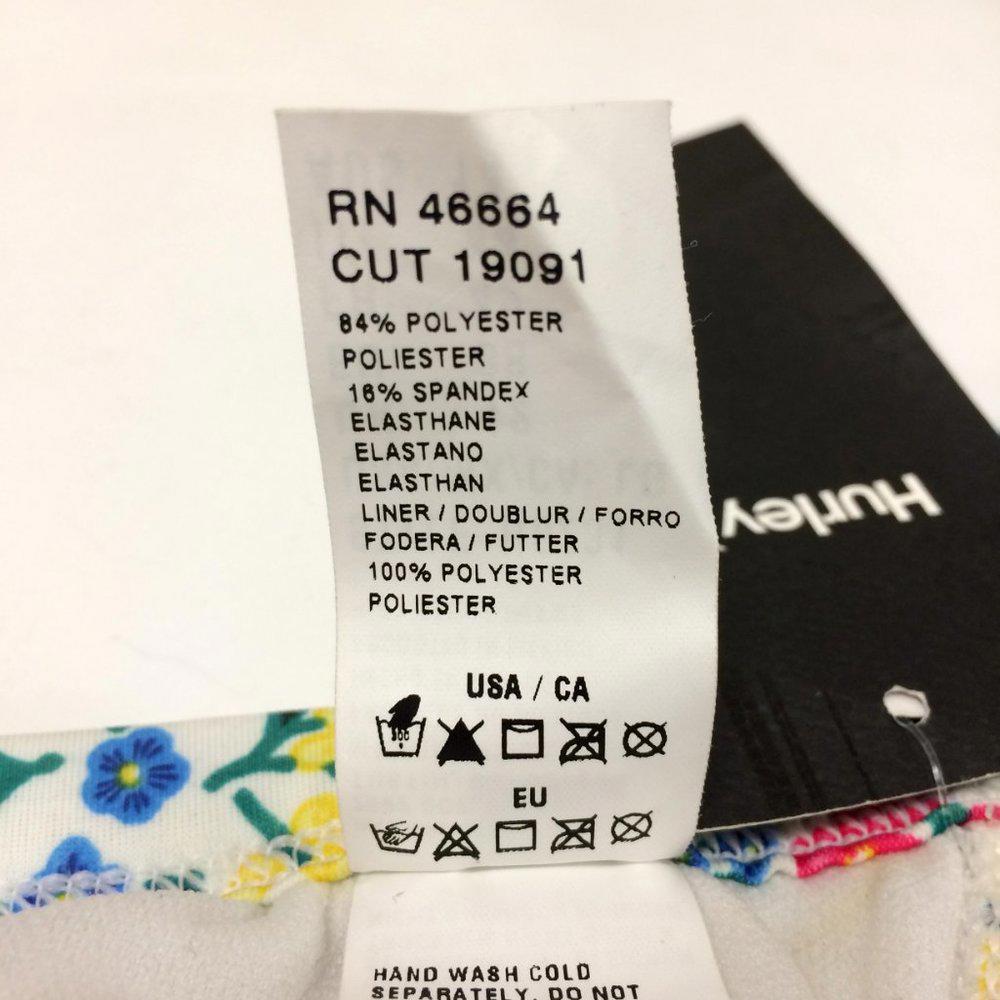 RN 46664
CUT 19091
84% POLYESTER
POLIESTER
16% SPANDEX
ELASTHANE
ELASTANO
ELASTHAN
LINER / DOUBLUR / FORRO
FODERA / FUTTER
100% POLYESTER
POLIESTER
USA / CA
EU
HAND WASH COLD
SEPARATELY. DO NOT
Hurley